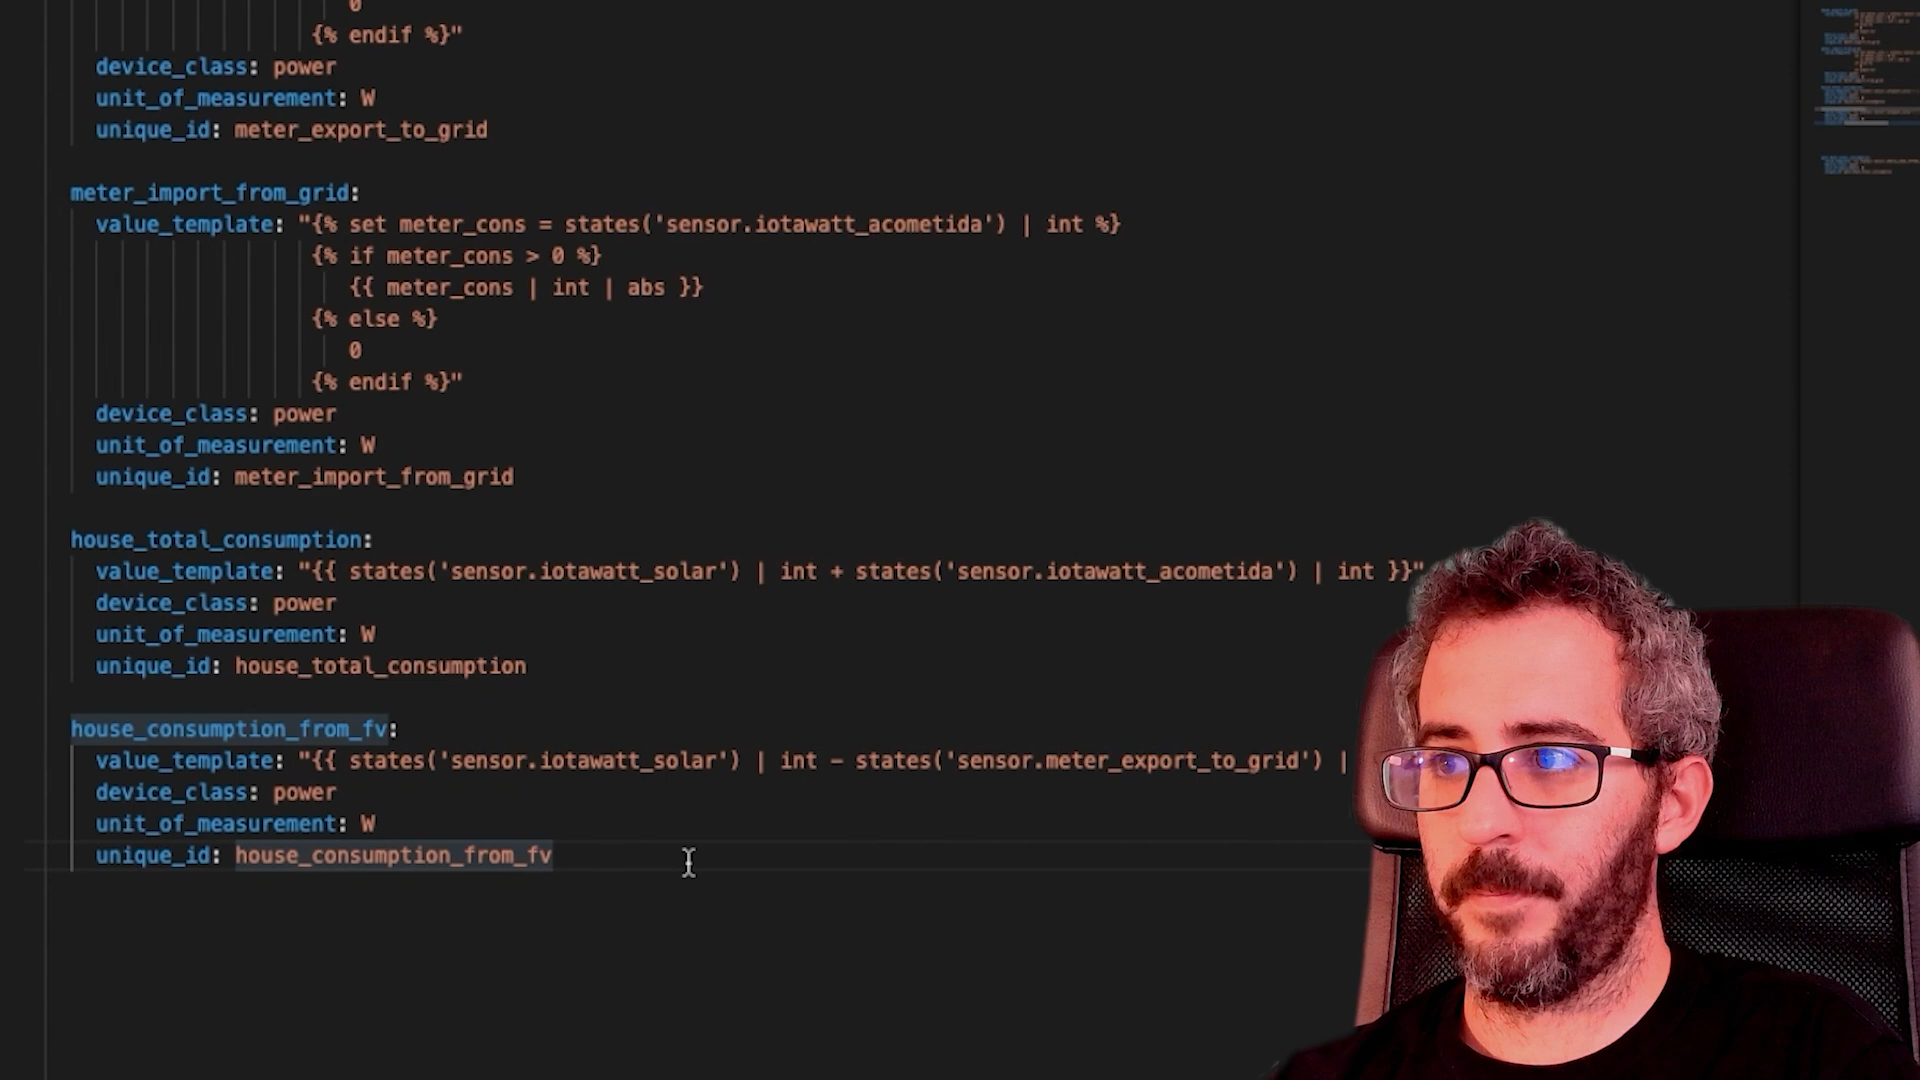 0
{% endif %}"
device_class: power
unit_of_measurement: W
unique_id: meter_export_to_grid
meter_import_from_grid:
value_template: "{% set meter_cons = states('sensor.iotawatt_acometida') | int %}
{% if meter_cons > 0 %}
{{ meter_cons | int | abs }}
{% else %}
0
{% endif %}"
device_class: power
unit_of_measurement: W
unique_id: meter_import_from_grid
house_total_consumption:
value_template: "{{ states('sensor.iotawatt_solar') | int + states('sensor.iotawatt_acometida') | int }}"
device_class: power
unit_of_measurement: W
unique_id: house_total_consumption
house_consumption_from_fv:
value_template: "{{ states('sensor.iotawatt_solar') | int - states('sensor.meter_export_to_grid') |
device_class: power
unit_of_measurement: W
unique_id: house_consumption_from_fv